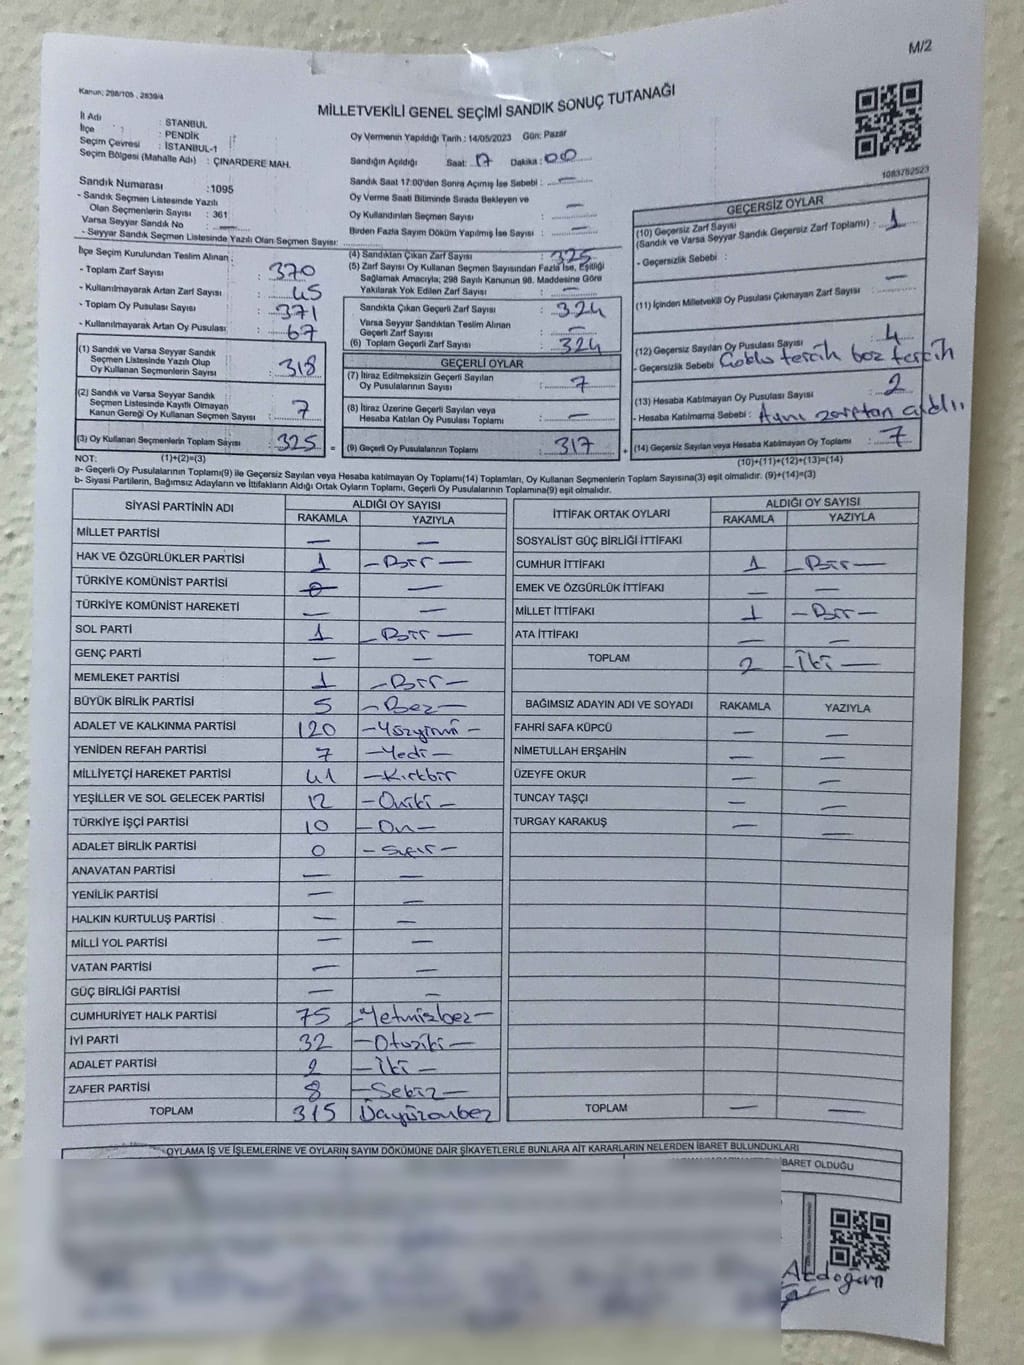 M/2
Kanun: 298/105 , 2839/4
MİLLETVEKİLİ GENEL SEÇİMİ SANDIK SONUÇ TUTANAĞI
İl Adı : İSTANBUL
İlçe : PENDİK
Seçim Çevresi : İSTANBUL-1
Seçim Bölgesi (Mahalle Adı) : ÇINARDERE MAH.
Oy Vermenin Yapıldığı Tarih : 14/05/2023 Gün: Pazar
Sandığın Açıldığı Saat: 17 Dakika : 00
1083762523
Sandık Numarası : 1095
- Sandık Seçmen Listesinde Yazılı
Olan Seçmenlerin Sayısı : 361
Varsa Seyyar Sandık No : —
- Seyyar Sandık Seçmen Listesinde Yazılı Olan Seçmen Sayısı:
Sandık Saat 17:00'den Sonra Açılmış İse Sebebi : —
Oy Verme Saati Bitiminde Sırada Bekleyen ve
Oy Kullandırılan Seçmen Sayısı : —
Birden Fazla Sayım Döküm Yapılmış İse Sayısı : —
İlçe Seçim Kurulundan Teslim Alınan :
- Toplam Zarf Sayısı : 370
- Kullanılmayarak Artan Zarf Sayısı : 45
- Toplam Oy Pusulası Sayısı : 371
- Kullanılmayarak Artan Oy Pusulası : 67
(1) Sandık ve Varsa Seyyar Sandık
Seçmen Listesinde Yazılı Olup
Oy Kullanan Seçmenlerin Sayısı : 318
(2) Sandık ve Varsa Seyyar Sandık
Seçmen Listesinde Kayıtlı Olmayan
Kanun Gereği Oy Kullanan Seçmen Sayısı : 7
(3) Oy Kullanan Seçmenlerin Toplam Sayısı : 325 =
(4) Sandıktan Çıkan Zarf Sayısı : 325
(5) Zarf Sayısı Oy Kullanan Seçmen Sayısından Fazla İse, Eşitliği
Sağlamak Amacıyla; 298 Sayılı Kanunun 98. Maddesine Göre
Yakılarak Yok Edilen Zarf Sayısı : —
Sandıkta Çıkan Geçerli Zarf Sayısı : 324
Varsa Seyyar Sandıktan Teslim Alınan
Geçerli Zarf Sayısı : —
(6) Toplam Geçerli Zarf Sayısı : 324
GEÇERLİ OYLAR
(7) İtiraz Edilmeksizin Geçerli Sayılan
Oy Pusulalarının Sayısı : 7
(8) İtiraz Üzerine Geçerli Sayılan veya
Hesaba Katılan Oy Pusulası Toplamı : —
(9) Geçerli Oy Pusulalarının Toplamı : 317 +
GEÇERSİZ OYLAR
(10) Geçersiz Zarf Sayısı
(Sandık ve Varsa Seyyar Sandık Geçersiz Zarf Toplamı) : 1
- Geçersizlik Sebebi : —
(11) İçinden Milletvekili Oy Pusulası Çıkmayan Zarf Sayısı :
(12) Geçersiz Sayılan Oy Pusulası Sayısı : 4
- Geçersizlik Sebebi : tercih boz tercih
(13) Hesaba Katılmayan Oy Pusulası Sayısı : 2
- Hesaba Katılmama Sebebi : Aynı zarftan
(14) Geçersiz Sayılan veya Hesaba Katılmayan Oy Toplamı : 7
NOT: (1)+(2)=(3)
(10)+(11)+(12)+(13)=(14)
a- Geçerli Oy Pusulalarının Toplamı(9) ile Geçersiz Sayılan veya Hesaba katılmayan Oy Toplamı(14) Toplamları, Oy Kullanan Seçmenlerin Toplam Sayısına(3) eşit olmalıdır. (9)+(14)=(3)
b- Siyasi Partilerin, Bağımsız Adayların ve İttifakların Aldığı Ortak Oyların Toplamı, Geçerli Oy Pusulalarının Toplamına(9) eşit olmalıdır.
SİYASİ PARTİNİN ADI ALDIĞI OY SAYISI
RAKAMLA YAZIYLA
MİLLET PARTİSİ — —
HAK VE ÖZGÜRLÜKLER PARTİSİ 1 — Bir —
TÜRKİYE KOMÜNİST PARTİSİ 0 —
TÜRKİYE KOMÜNİST HAREKETİ — —
SOL PARTİ 1 — Bir —
GENÇ PARTİ — —
MEMLEKET PARTİSİ 1 — Bir —
BÜYÜK BİRLİK PARTİSİ 5 — Beş —
ADALET VE KALKINMA PARTİSİ 120 — Yüzyirmi —
YENİDEN REFAH PARTİSİ 7 — Yedi —
MİLLİYETÇİ HAREKET PARTİSİ 41 — Kırkbir
YEŞİLLER VE SOL GELECEK PARTİSİ 12 — Oniki —
TÜRKİYE İŞÇİ PARTİSİ 10 — On —
ADALET BİRLİK PARTİSİ 0 — Sıfır —
ANAVATAN PARTİSİ — —
YENİLİK PARTİSİ — —
HALKIN KURTULUŞ PARTİSİ — —
MİLLİ YOL PARTİSİ — —
VATAN PARTİSİ — —
GÜÇ BİRLİĞİ PARTİSİ — —
CUMHURİYET HALK PARTİSİ 75 — Yetmişbeş —
İYİ PARTİ 32 — Otuziki —
ADALET PARTİSİ 2 — İki —
ZAFER PARTİSİ 8 — Sekiz —
TOPLAM 315 Üçyüzonbeş
İTTİFAK ORTAK OYLARI ALDIĞI OY SAYISI
RAKAMLA YAZIYLA
SOSYALİST GÜÇ BİRLİĞİ İTTİFAKI
CUMHUR İTTİFAKI 1 — Bir —
EMEK VE ÖZGÜRLÜK İTTİFAKI — —
MİLLET İTTİFAKI 1 — Bir —
ATA İTTİFAKI — —
TOPLAM 2 — İki —
BAĞIMSIZ ADAYIN ADI VE SOYADI RAKAMLA YAZIYLA
FAHRİ SAFA KÜPCÜ — —
NİMETULLAH ERŞAHİN — —
ÜZEYFE OKUR — —
TUNCAY TAŞÇI — —
TURGAY KARAKUŞ — —
TOPLAM — —
OYLAMA İŞ VE İŞLEMLERİNE VE OYLARIN SAYIM DÖKÜMÜNE DAİR ŞİKAYETLERLE BUNLARA AİT KARARLARIN NELERDEN İBARET BULUNDUKLARI
İBARET OLDUĞU